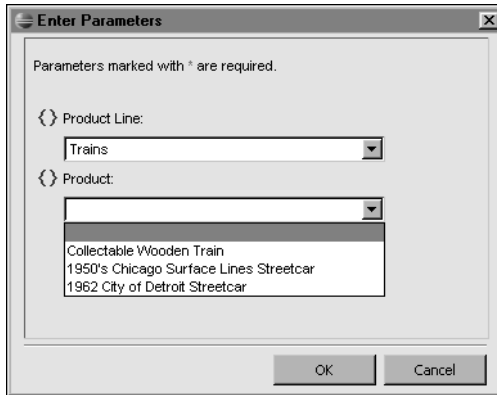 Enter Parameters
Parameters marked with * are required.
{} Product Line:
Trains
{} Product:
Collectable Wooden Train
1950's Chicago Surface Lines Streetcar
1962 City of Detroit Streetcar
OK
Cancel